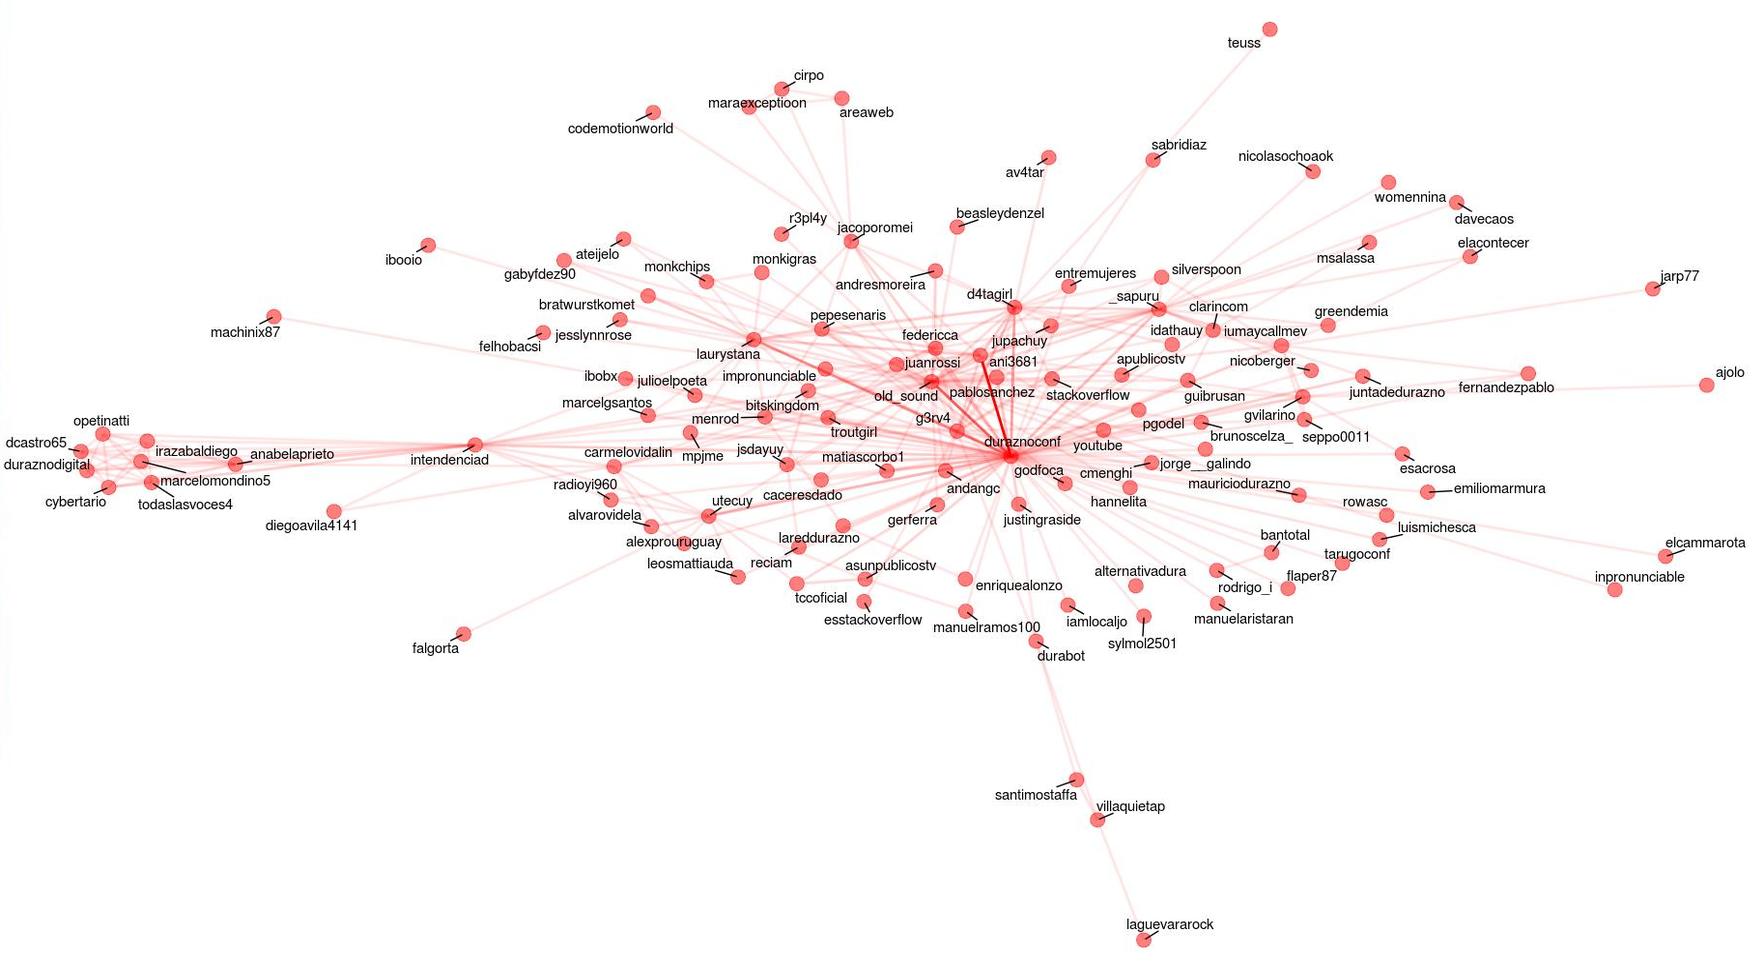 teuss
cirpo
maraexceptioon
areaweb
codemotionworld
sabridiaz
nicolasochoaok
av4tar
womennina
davecaos
beasleydenzel
r3pl4y
jacoporomei
elacontecer
msalassa
ibooio
ateijelo
gabyfdez90
monkigras
monkchips
andresmoreira
entremujeres
silverspoon
jarp77
d4tagirl
_sapuru
clarincom
bratwurstkomet
pepesenaris
greendemia
machinix87
jesslynnrose
felhobacsi
federicca
jupachuy
idathauy
iumaycallmev
laurystana
juanrossi
ani3681
apublicostv
nicoberger
ajolo
ibobx
julioelpoeta
impronunciable
old_sound
pablosanchez
stackoverflow
guibrusan
juntadedurazno
fernandezpablo
marcelgsantos
bitskingdom
menrod
g3rv4
troutgirl
gvilarino
pgodel
brunoscelza_
seppo0011
opetinatti
dcastro65
irazabaldiego
anabelaprieto
duraznodigital
marcelomondino5
cybertario
todaslasvoces4
intendenciad
carmelovidalin
mpjme
jsdayuy
matiascorbo1
duraznoconf
youtube
godfoca
cmenghi
jorge__galindo
esacrosa
mauriciodurazno
emiliomarmura
radioyi960
utecuy
caceresdado
andangc
hannelita
rowasc
diegoavila4141
alvarovidela
gerferra
justingraside
luismichesca
alexprouruguay
lareddurazno
bantotal
tarugoconf
elcammarota
leosmattiauda
reciam
asunpublicostv
enriquealonzo
alternativadura
rodrigo_i
flaper87
inpronunciable
tccoficial
esstackoverflow
manuelramos100
iamlocaljo
manuelaristaran
sylmol2501
falgorta
durabot
santimostaffa
villaquietap
laguevararock